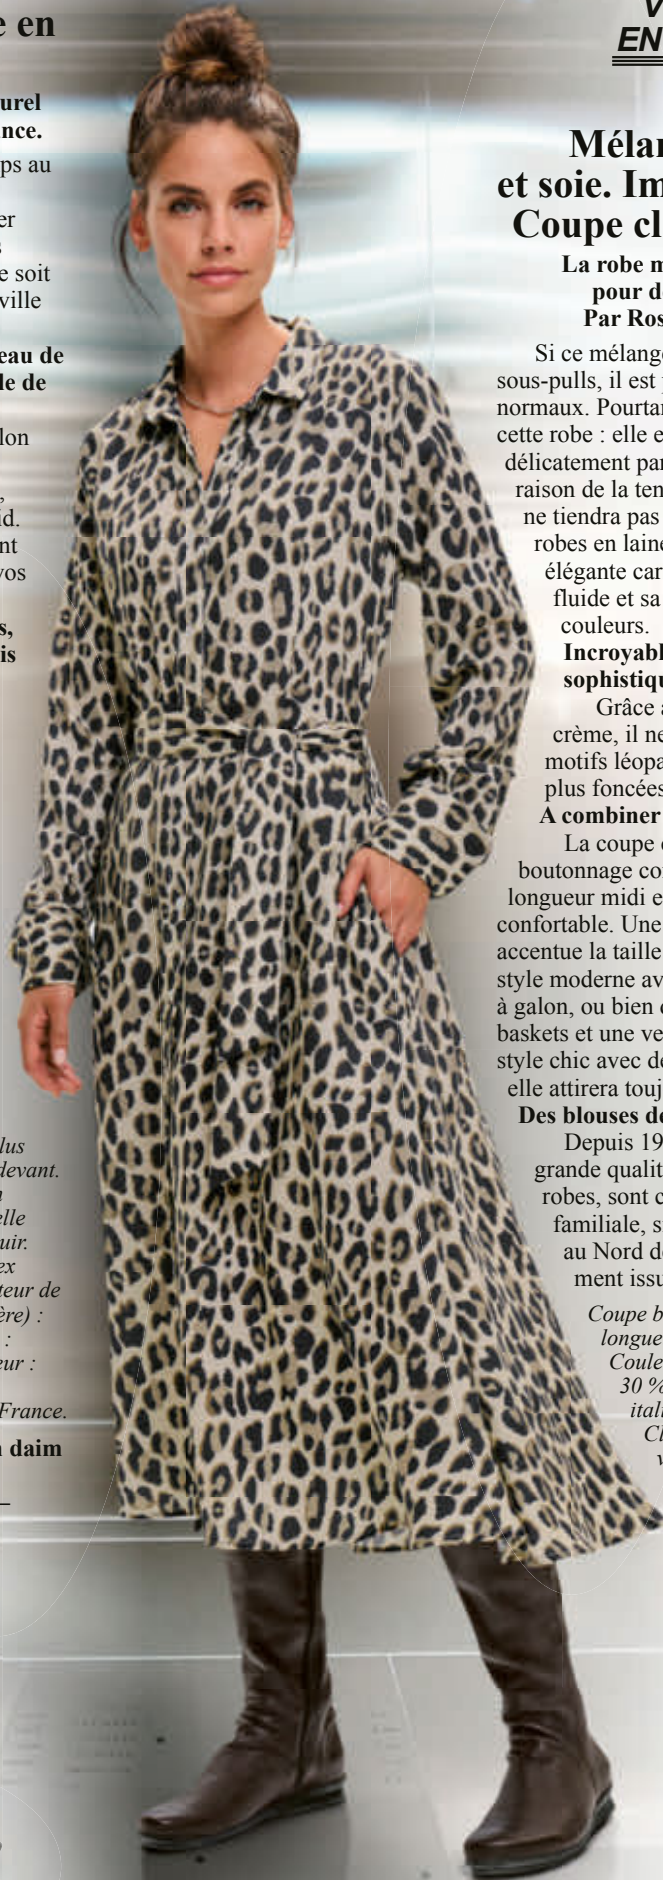 e en
urel
nce.
ps au
er
s
e soit
ville
eau de
le de
lon
,
id.
nt
vos
s,
is
lus
devant.
n
elle
uir.
ex
teur de
ère) :
:
eur :
France.
n daim
V
EN
Mélan
et soie. Im
Coupe cl
La robe m
pour de
Par Ros
Si ce mélange
sous-pulls, il est p
normaux. Pourtan
cette robe : elle e
délicatement par
raison de la ten
ne tiendra pas
robes en laine
élégante car
fluide et sa
couleurs.
Incroyabl
sophistiqu
Grâce à
crème, il ne
motifs léopa
plus foncées
A combiner
La coupe d
boutonnage co
longueur midi e
confortable. Une
accentue la taille
style moderne av
à galon, ou bien d
baskets et une ve
style chic avec de
elle attirera touj
Des blouses de
Depuis 19
grande qualit
robes, sont c
familiale, s
au Nord de
ment issu
Coupe b
longue
Coule
30 %
itali
Cl
v